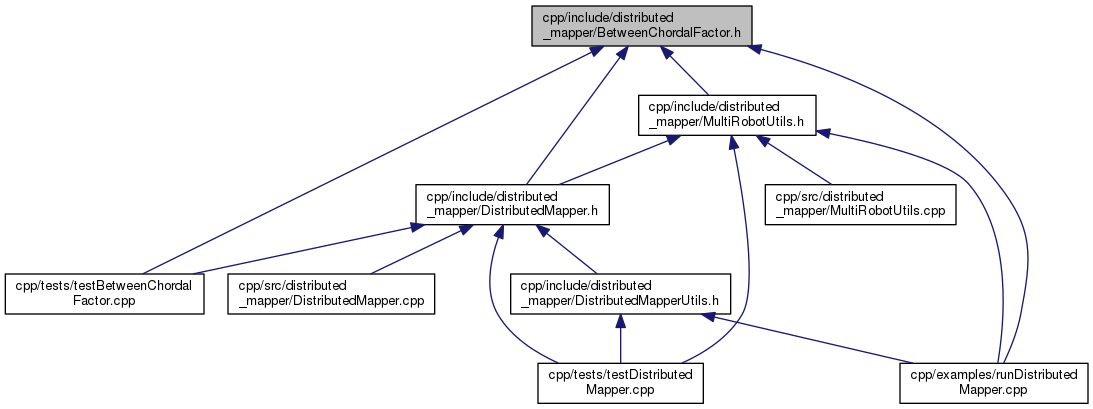 cpp/include/distributed
_mapper/BetweenChordalFactor.h
cpp/include/distributed
_mapper/MultiRobotUtils.h
cpp/include/distributed
_mapper/DistributedMapper.h
cpp/src/distributed
_mapper/MultiRobotUtils.cpp
cpp/tests/testBetweenChordal
Factor.cpp
cpp/src/distributed
_mapper/DistributedMapper.cpp
cpp/include/distributed
_mapper/DistributedMapperUtils.h
cpp/tests/testDistributed
Mapper.cpp
cpp/examples/runDistributed
Mapper.cpp